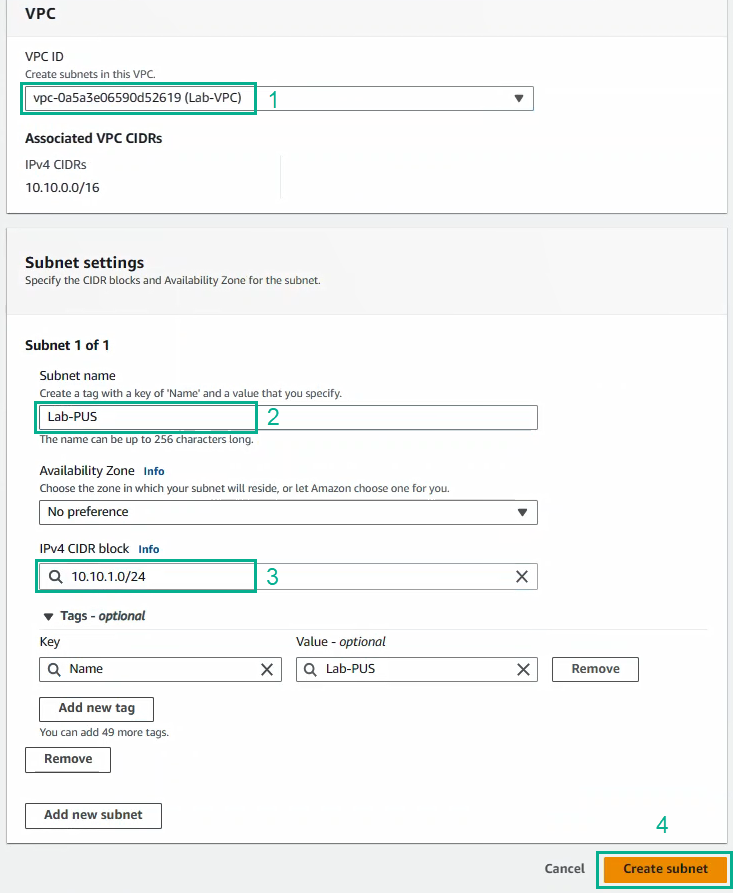 VPC
VPC ID
Create subnets in this VPC.
vpc-0a5a3e06590d52619 (Lab-VPC)
1
Associated VPC CIDRs
IPv4 CIDRs
10.10.0.0/16
Subnet settings
Specify the CIDR blocks and Availability Zone for the subnet.
Subnet 1 of 1
Subnet name
Create a tag with a key of 'Name' and a value that you specify.
Lab-PUS
2
The name can be up to 256 characters long.
Availability Zone Info
Choose the zone in which your subnet will reside, or let Amazon choose one for you.
No preference
IPv4 CIDR block Info
10.10.1.0/24
3
Tags - optional
Key Value - optional
Name Lab-PUS Remove
Add new tag
You can add 49 more tags.
Remove
Add new subnet
4
Cancel Create subnet